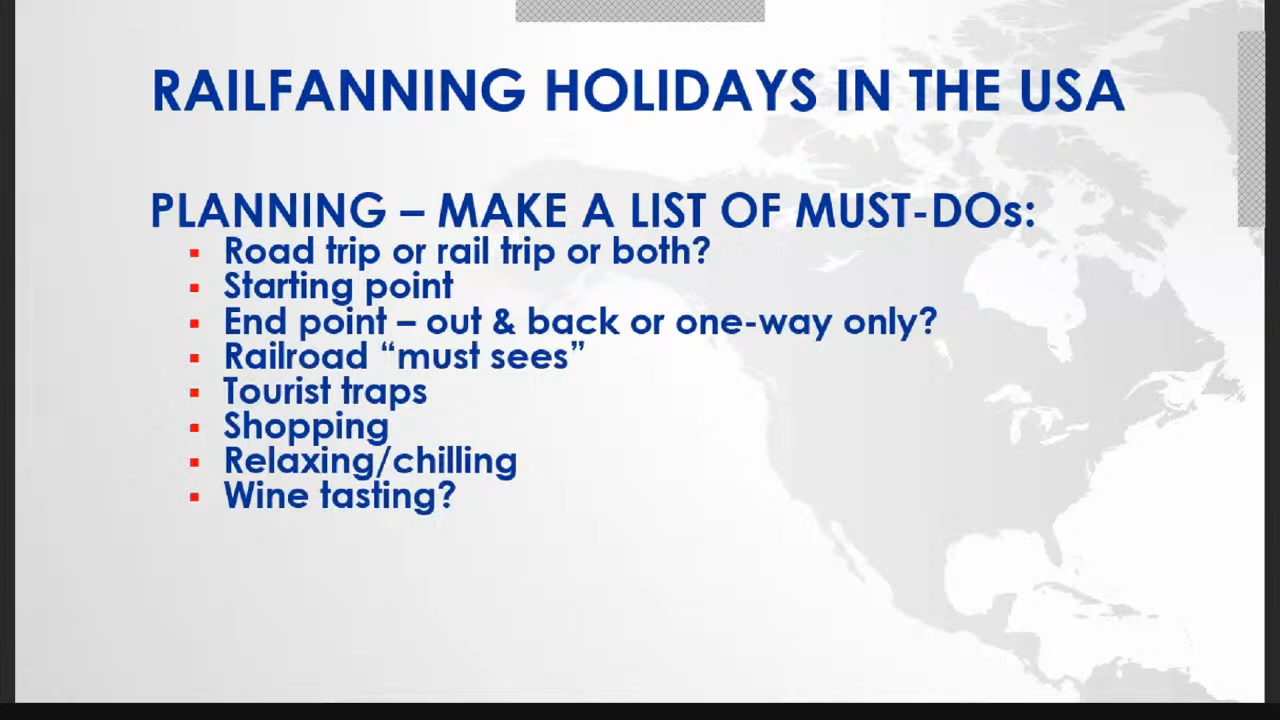 RAILFANNING HOLIDAYS IN THE USA
PLANNING – MAKE A LIST OF MUST-DOs:
▪ Road trip or rail trip or both?
▪ Starting point
▪ End point – out & back or one-way only?
▪ Railroad “must sees”
▪ Tourist traps
▪ Shopping
▪ Relaxing/chilling
▪ Wine tasting?